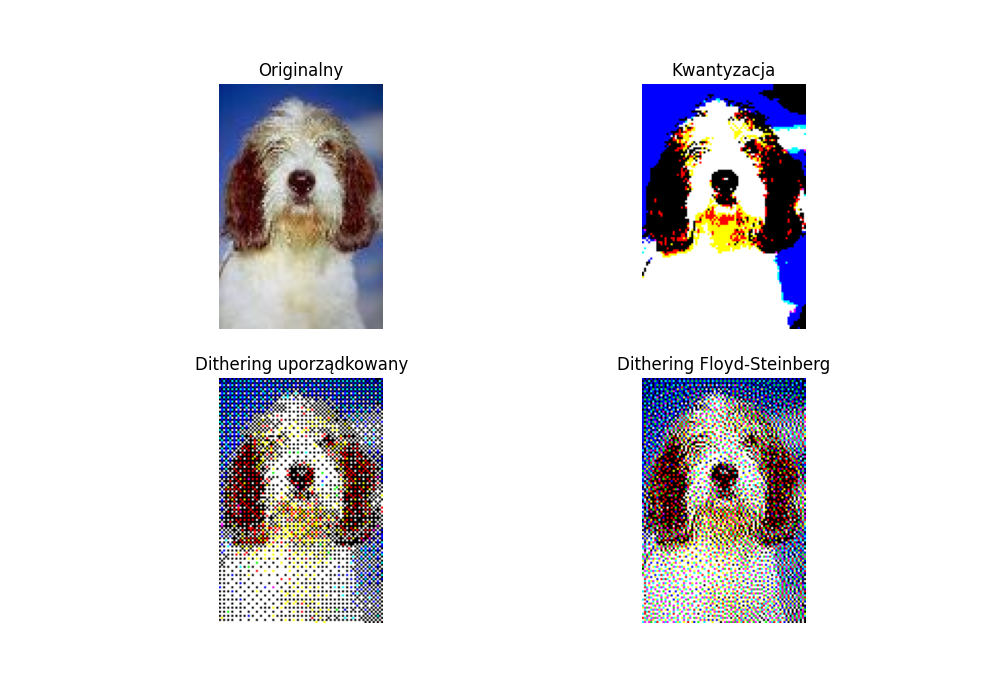 Originalny
Kwantyzacja
Dithering uporządkowany
Dithering Floyd-Steinberg